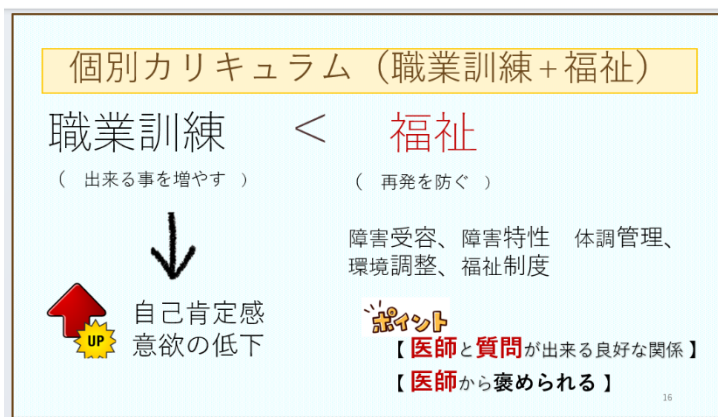 個別カリキュラム（職業訓練+福祉）
職業訓練 ＜ 福祉
（ 出来る事を増やす ）
（ 再発を防ぐ ）
障害受容、障害特性 体調管理、
環境調整、福祉制度
UP
自己肯定感
意欲の低下
ポイント
【 医師と質問が出来る良好な関係 】
【 医師から褒められる 】
16